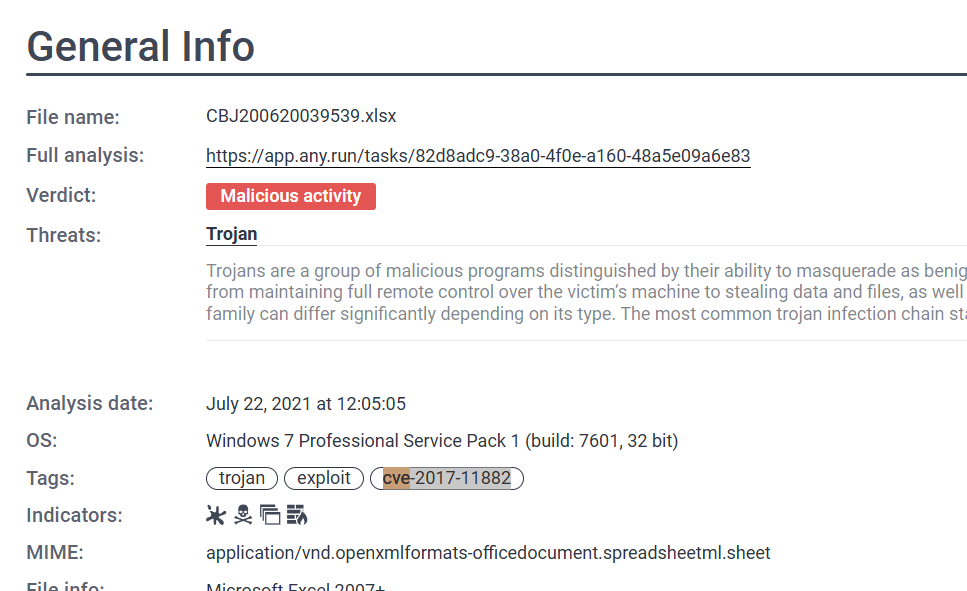 General Info
File name: CBJ200620039539.xlsx
Full analysis: https://app.any.run/tasks/82d8adc9-38a0-4f0e-a160-48a5e09a6e83
Verdict: Malicious activity
Threats: Trojan
Trojans are a group of malicious programs distinguished by their ability to masquerade as benig
from maintaining full remote control over the victim's machine to stealing data and files, as well
family can differ significantly depending on its type. The most common trojan infection chain sta
Analysis date: July 22, 2021 at 12:05:05
OS: Windows 7 Professional Service Pack 1 (build: 7601, 32 bit)
Tags: trojan exploit cve-2017-11882
Indicators:
MIME: application/vnd.openxmlformats-officedocument.spreadsheetml.sheet
File info: Microsoft Excel 2007+